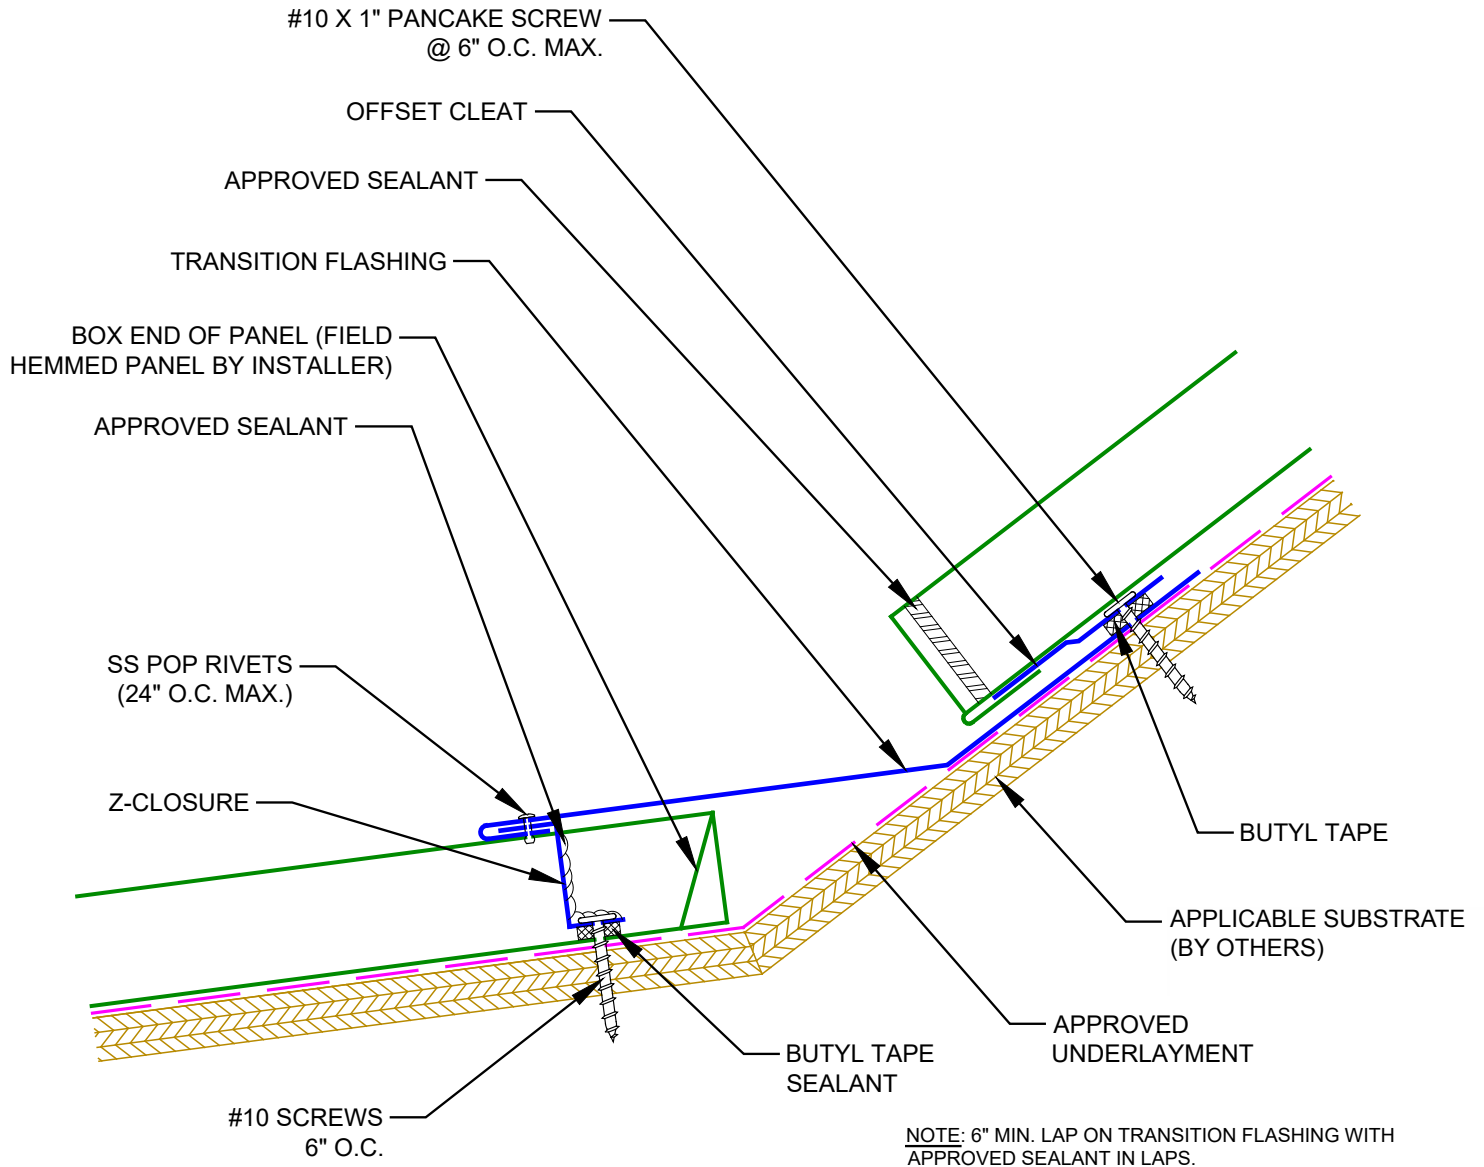 #10 X 1" PANCAKE SCREW
@ 6" O.C. MAX.
OFFSET CLEAT
APPROVED SEALANT
TRANSITION FLASHING
BOX END OF PANEL (FIELD
HEMMED PANEL BY INSTALLER)
APPROVED SEALANT
SS POP RIVETS
(24" O.C. MAX.)
Z-CLOSURE
BUTYL TAPE
APPLICABLE SUBSTRATE
(BY OTHERS)
APPROVED
UNDERLAYMENT
BUTYL TAPE
SEALANT
#10 SCREWS
6" O.C.
NOTE: 6" MIN. LAP ON TRANSITION FLASHING WITH
APPROVED SEALANT IN LAPS.